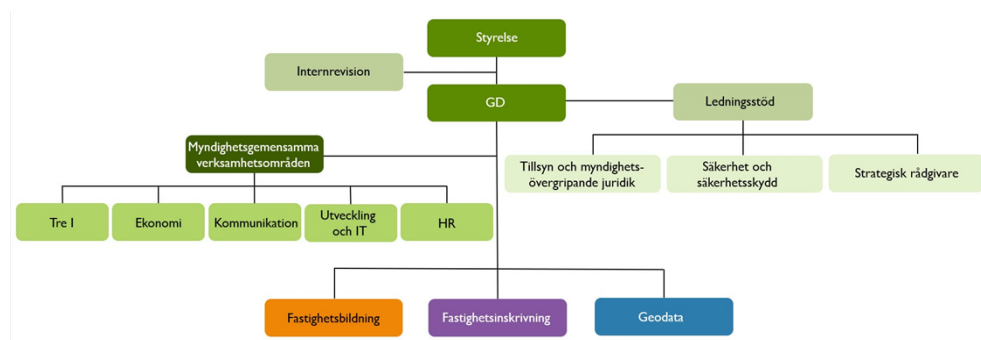 Styrelse
Internrevision
GD
Ledningsstöd
Myndighetsgemensamma
verksamhetsområden
Tillsyn och myndighets-
övergripande juridik
Säkerhet och
säkerhetsskydd
Strategisk rådgivare
Tre I
Ekonomi
Kommunikation
Utveckling
och IT
HR
Fastighetsbildning
Fastighetsinskrivning
Geodata